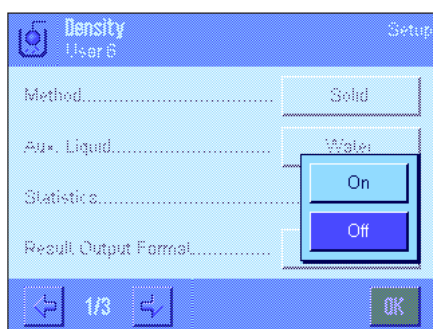 Density
Setup
User 6
Method........................... Solid
Aux. Liquid........................ Water
Statistics..........................
On
Off
Result Output Format.............
1/3
OK